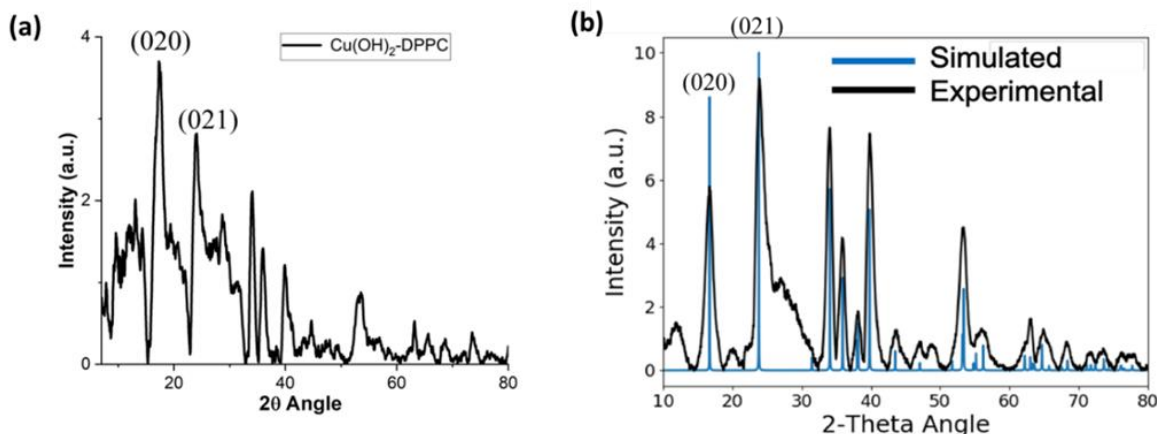 (a)
4
(020)
Cu(OH)2-DPPC
(021)
2
0
Intensity (a.u.)
20
40
60
80
2θ Angle
(b)
(021)
10
Simulated
(020)
Experimental
8
6
4
2
0
Intensity (a.u.)
10
20
30
40
50
60
70
80
2-Theta Angle